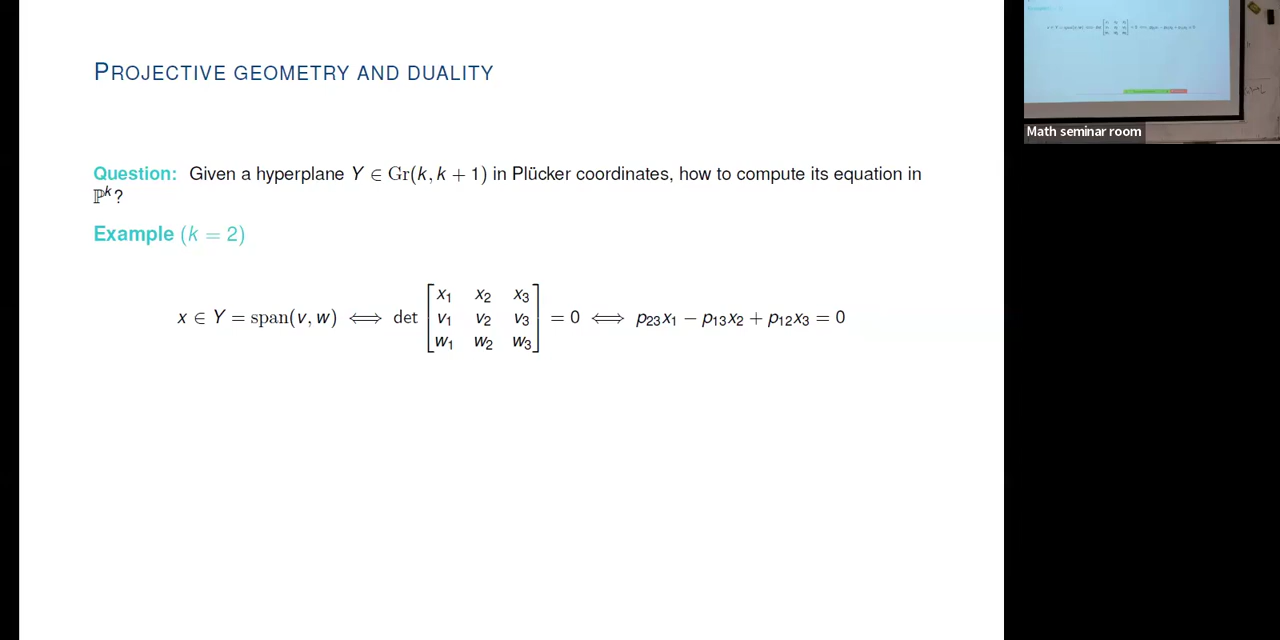 PROJECTIVE GEOMETRY AND DUALITY
Question: Given a hyperplane Y ∈ Gr(k, k + 1) in Plücker coordinates, how to compute its equation in
ℙᵏ?
Example (k = 2)
x ∈ Y = span(v, w) ⟺ det [x₁ x₂ x₃; v₁ v₂ v₃; w₁ w₂ w₃] = 0 ⟺ p₂₃x₁ − p₁₃x₂ + p₁₂x₃ = 0
Math seminar room